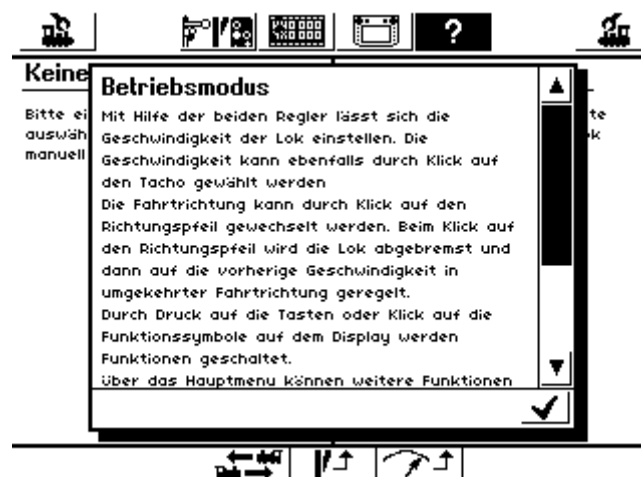 ?
Keine
Betriebsmodus
Bitte ei
te
auswäh
ok
manuell
Mit Hilfe der beiden Regler lässt sich die
Geschwindigkeit der Lok einstellen. Die
Geschwindigkeit kann ebenfalls durch Klick auf
den Tacho gewählt werden
Die Fahrtrichtung kann durch Klick auf den
Richtungspfeil gewechselt werden. Beim Klick auf
den Richtungspfeil wird die Lok abgebremst und
dann auf die vorherige Geschwindigkeit in
umgekehrter Fahrtrichtung geregelt.
Durch Druck auf die Tasten oder Klick auf die
Funktionssymbole auf dem Display werden
Funktionen geschaltet.
Über das Hauptmenu können weitere Funktionen